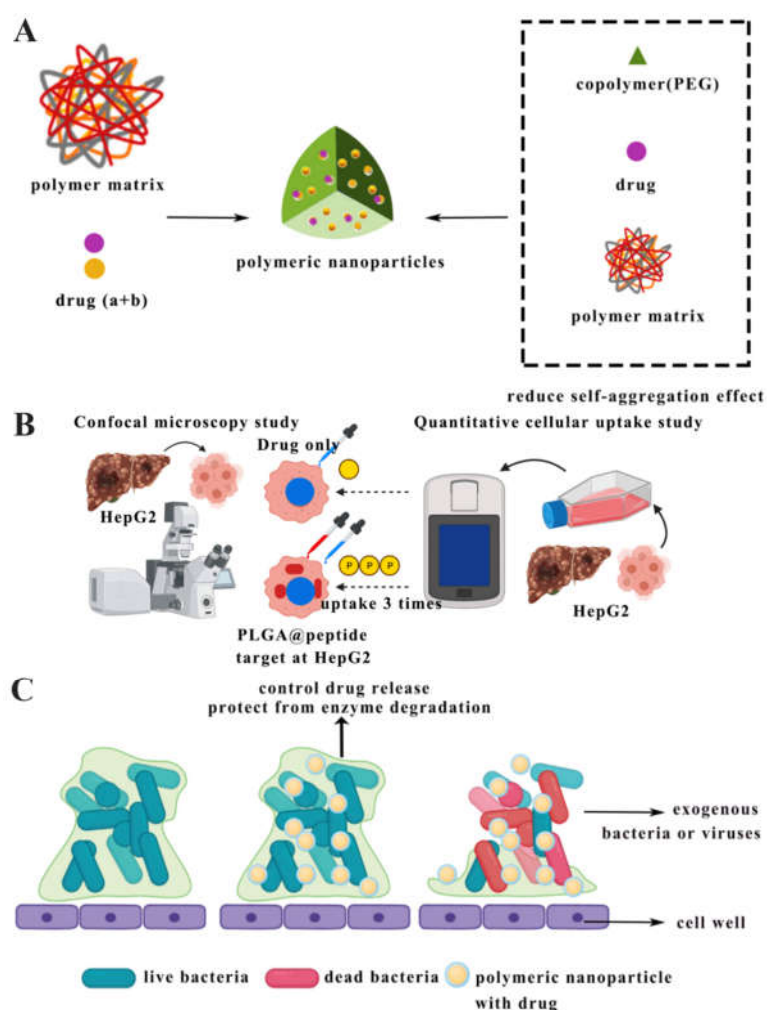 A
polymer matrix
drug (a+b)
polymeric nanoparticles
copolymer(PEG)
drug
polymer matrix
reduce self-aggregation effect
B
Confocal microscopy study
HepG2
Drug only
P P P
uptake 3 times
PLGA@peptide
target at HepG2
Quantitative cellular uptake study
HepG2
C
control drug release
protect from enzyme degradation
exogenous
bacteria or viruses
cell well
live bacteria
dead bacteria
polymeric nanoparticle
with drug